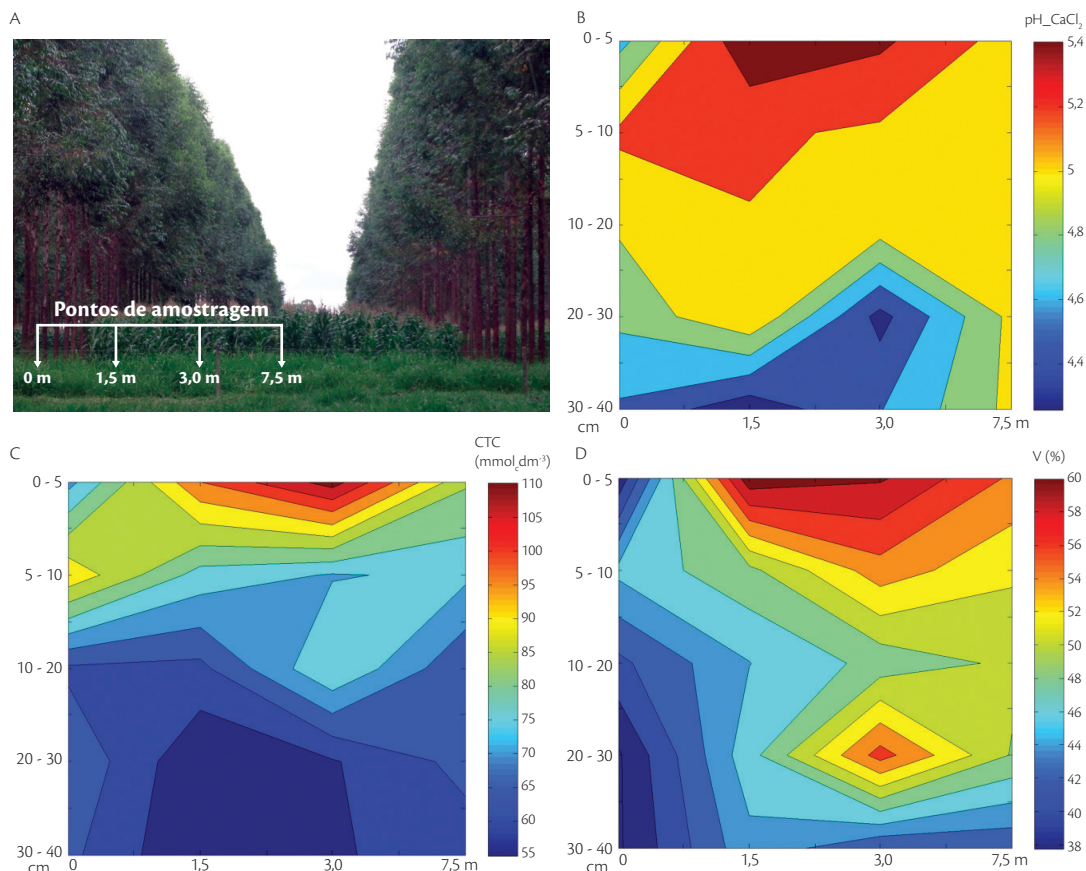 A
Pontos de amostragem
0 m 1,5 m 3,0 m 7,5 m
B
pH_CaCl₂
0 - 5
5 - 10
10 - 20
20 - 30
30 - 40
cm
0 1,5 3,0 7,5 m
5,4
5,2
5
4,8
4,6
4,4
C
CTC
(mmol꜀dm⁻³)
0 - 5
5 - 10
10 - 20
20 - 30
30 - 40
cm
0 1,5 3,0 7,5 m
110
105
100
95
90
85
80
75
70
65
60
55
D
V (%)
0 - 5
5 - 10
10 - 20
20 - 30
30 - 40
cm
0 1,5 3,0 7,5 m
60
58
56
54
52
50
48
46
44
42
40
38